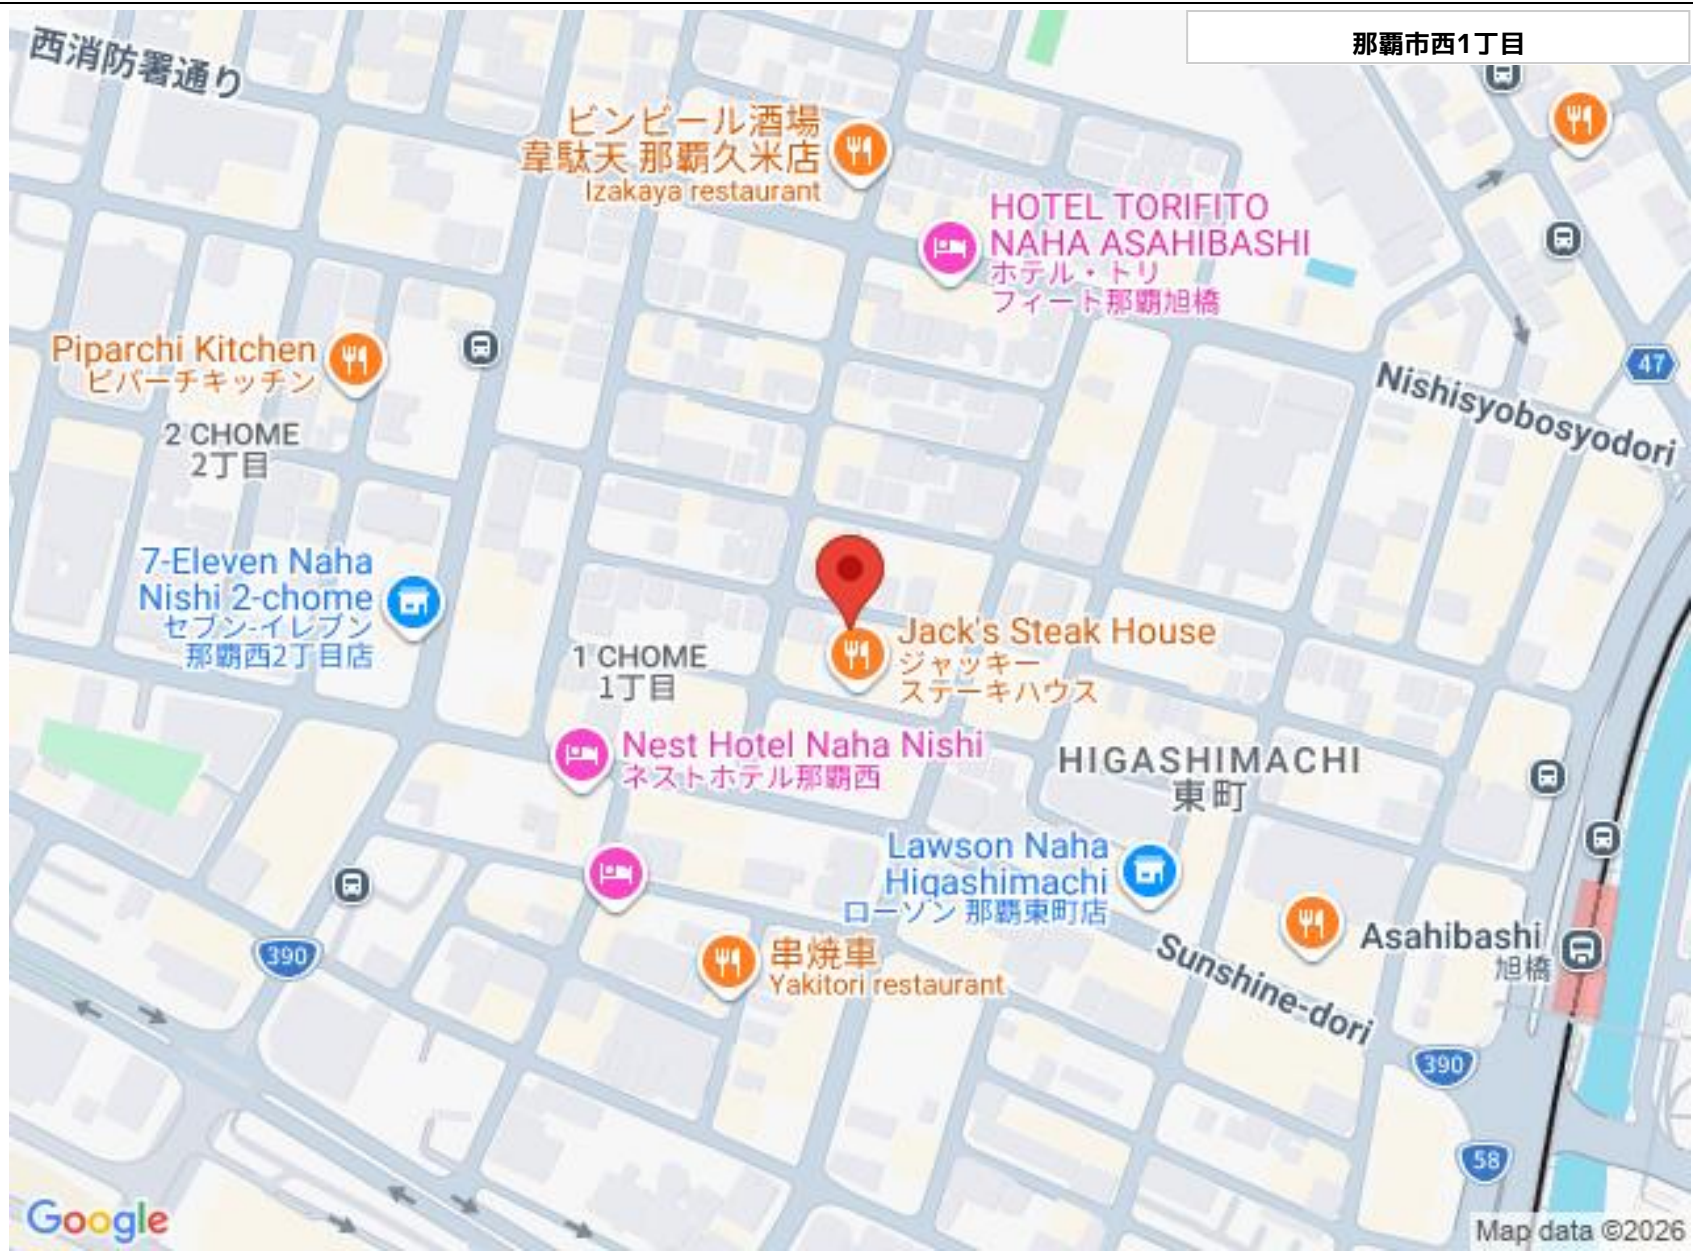 那覇市西1丁目
西消防署通り
ビンビール酒場
韋駄天 那覇久米店
Izakaya restaurant
HOTEL TORIFITO
NAHA ASAHIBASHI
ホテル・トリ
フィート那覇旭橋
Piparchi Kitchen
ピパーチキッチン
47
Nishisyobosyodori
2 CHOME
2丁目
7-Eleven Naha
Nishi 2-chome
セブン-イレブン
那覇西2丁目店
1 CHOME
1丁目
Jack's Steak House
ジャッキー
ステーキハウス
Nest Hotel Naha Nishi
ネストホテル那覇西
HIGASHIMACHI
東町
Lawson Naha
Higashimachi
ローソン 那覇東町店
390
串焼車
Yakitori restaurant
Sunshine-dori
Asahibashi
旭橋
390
58
Google
Map data ©2026